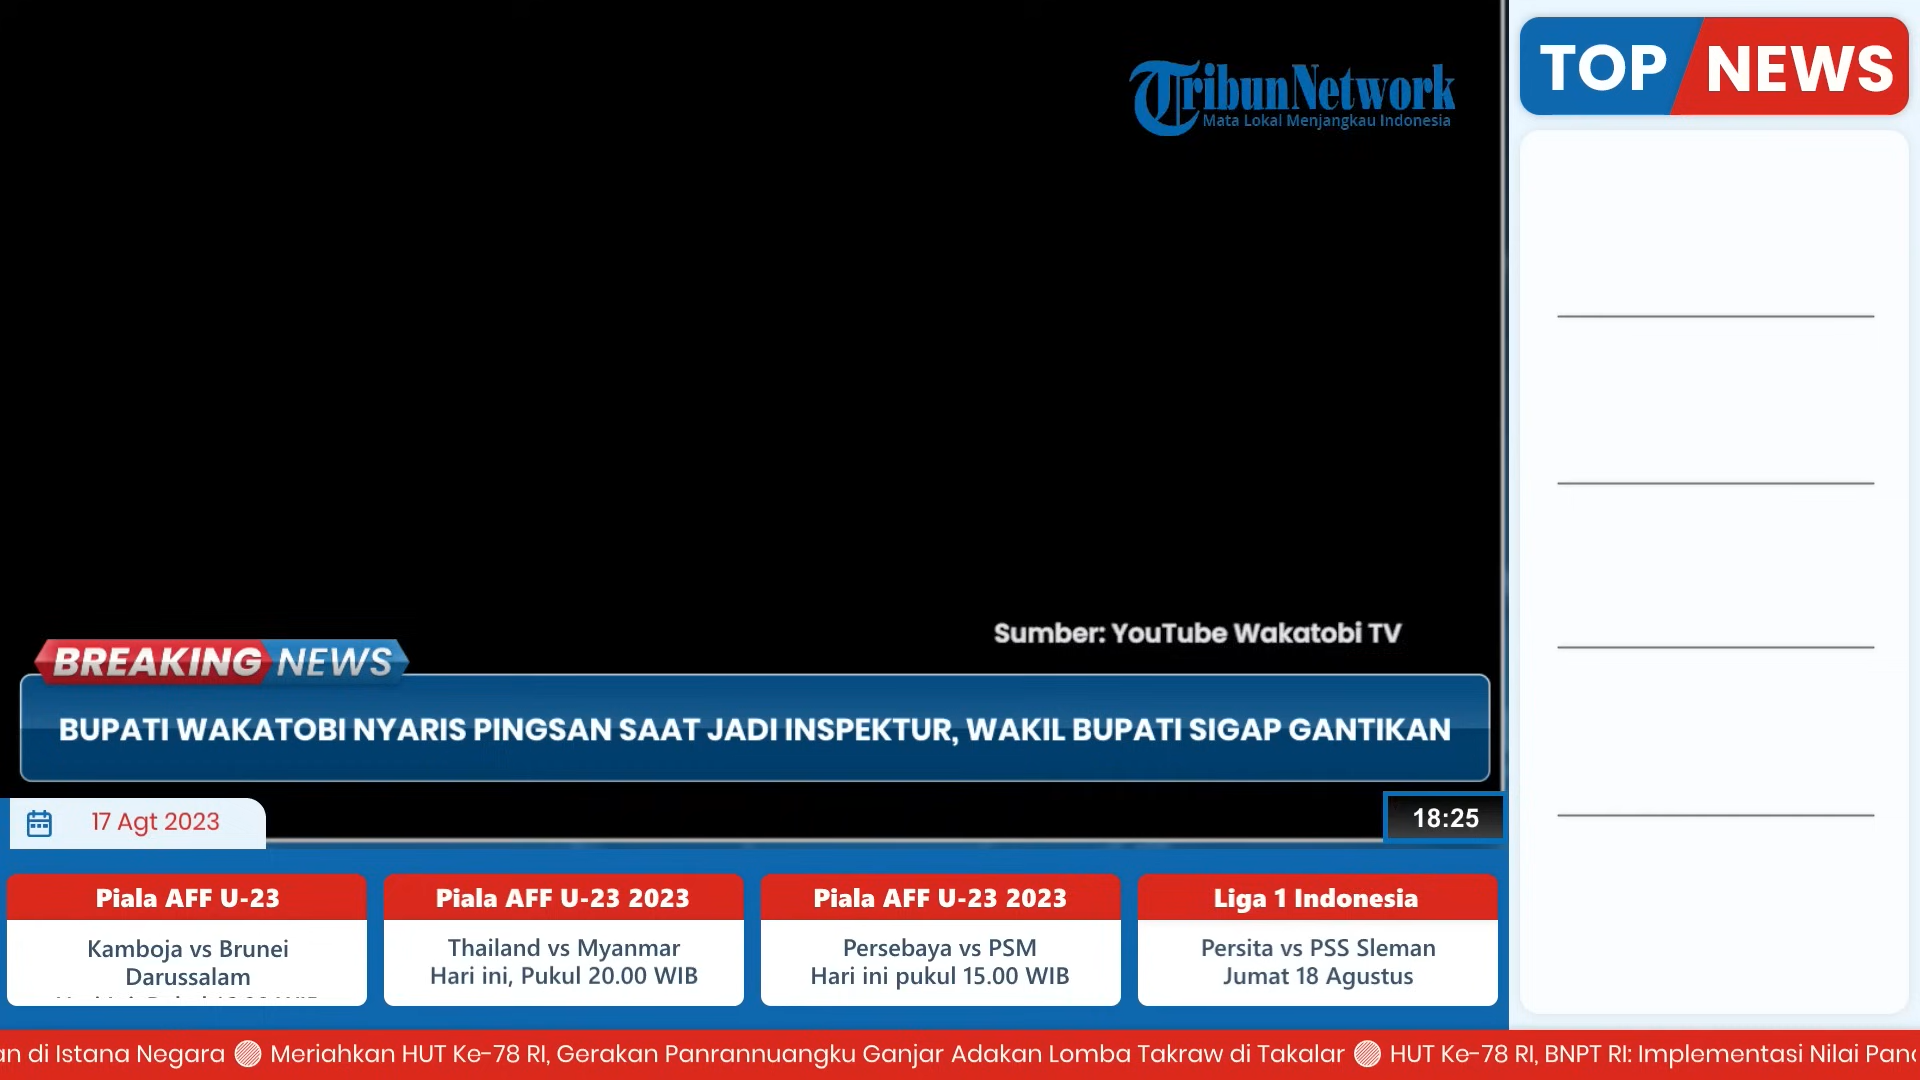 TribunNetwork
Mata Lokal Menjangkau Indonesia
TOP NEWS
Sumber: YouTube Wakatobi TV
BREAKING NEWS
BUPATI WAKATOBI NYARIS PINGSAN SAAT JADI INSPEKTUR, WAKIL BUPATI SIGAP GANTIKAN
17 Agt 2023
18:25
Piala AFF U-23
Kamboja vs Brunei
Darussalam
Piala AFF U-23 2023
Thailand vs Myanmar
Hari ini, Pukul 20.00 WIB
Piala AFF U-23 2023
Persebaya vs PSM
Hari ini pukul 15.00 WIB
Liga 1 Indonesia
Persita vs PSS Sleman
Jumat 18 Agustus
di Istana Negara Meriahkan HUT Ke-78 RI, Gerakan Panrannuangku Ganjar Adakan Lomba Takraw di Takalar HUT Ke-78 RI, BNPT RI: Implementasi Nilai